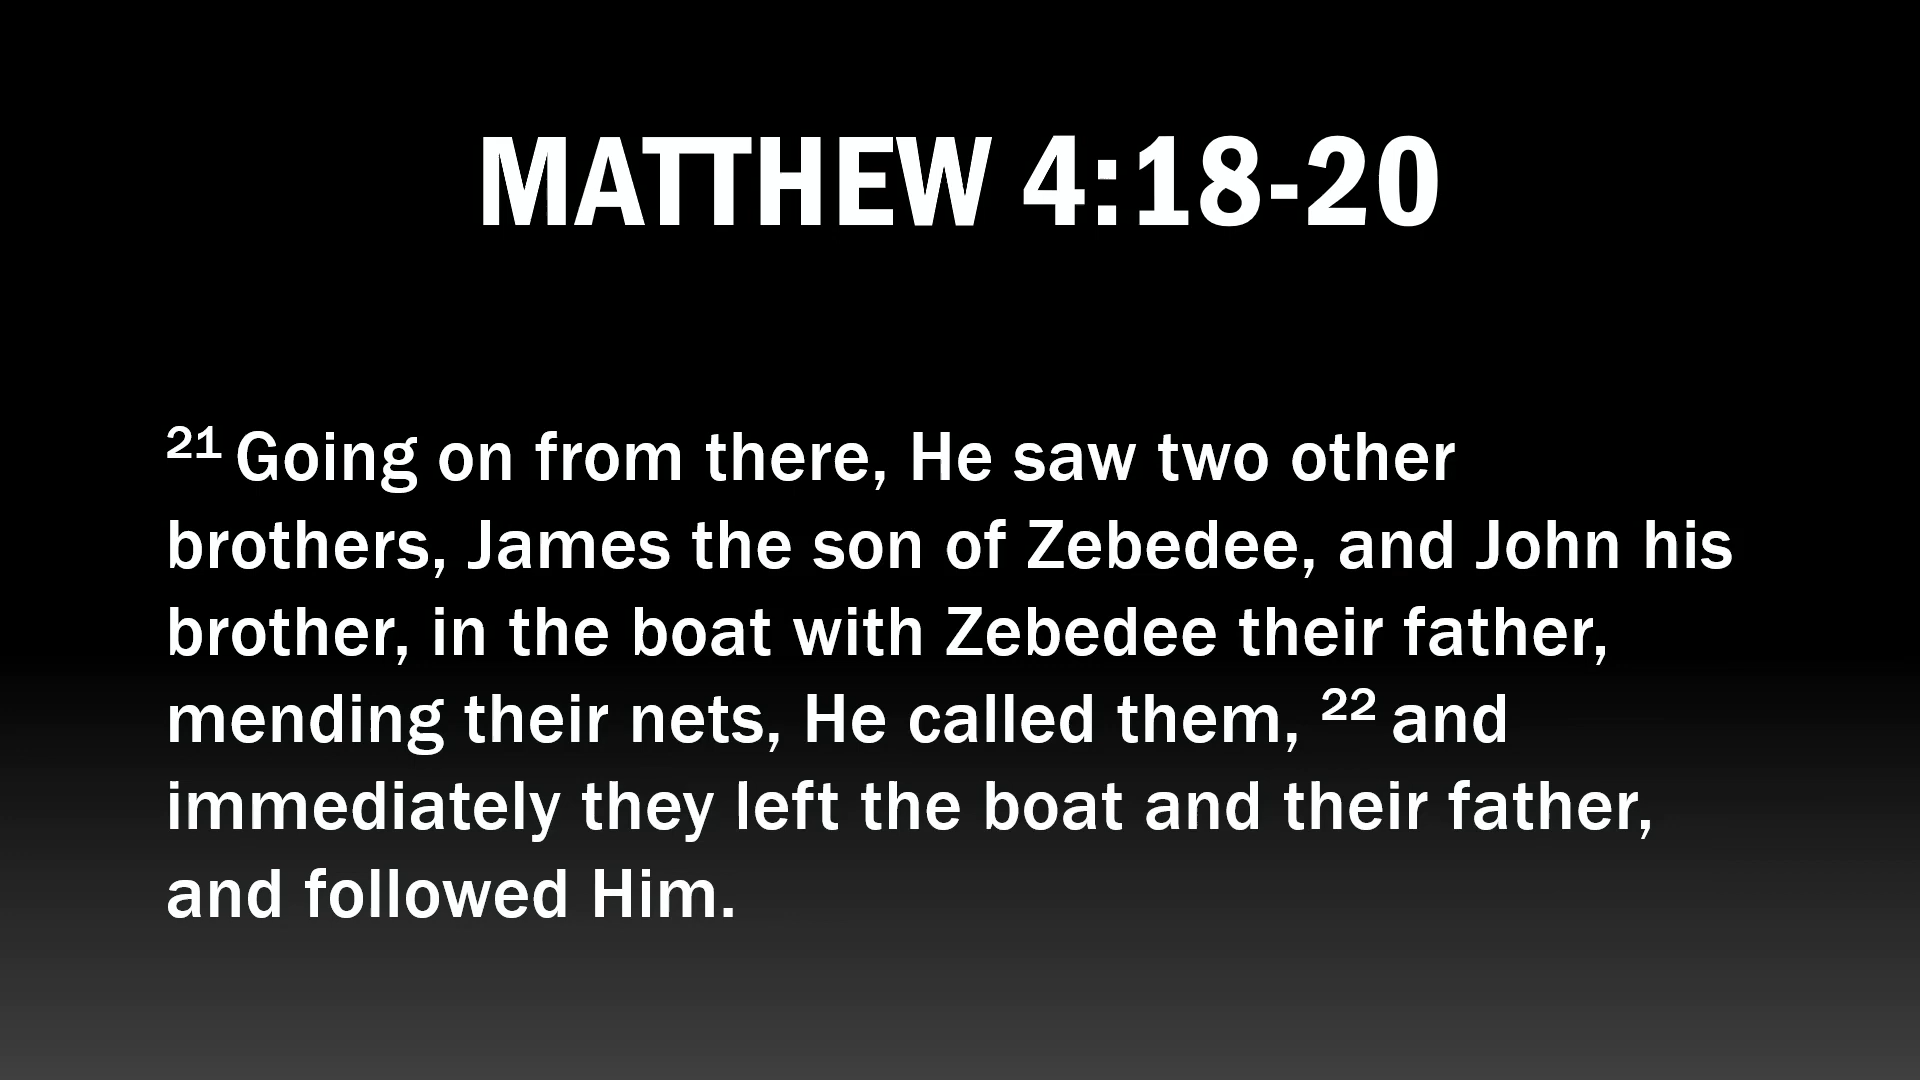 MATTHEW 4:18-20
21 Going on from there, He saw two other
brothers, James the son of Zebedee, and John his
brother, in the boat with Zebedee their father,
mending their nets, He called them, 22 and
immediately they left the boat and their father,
and followed Him.